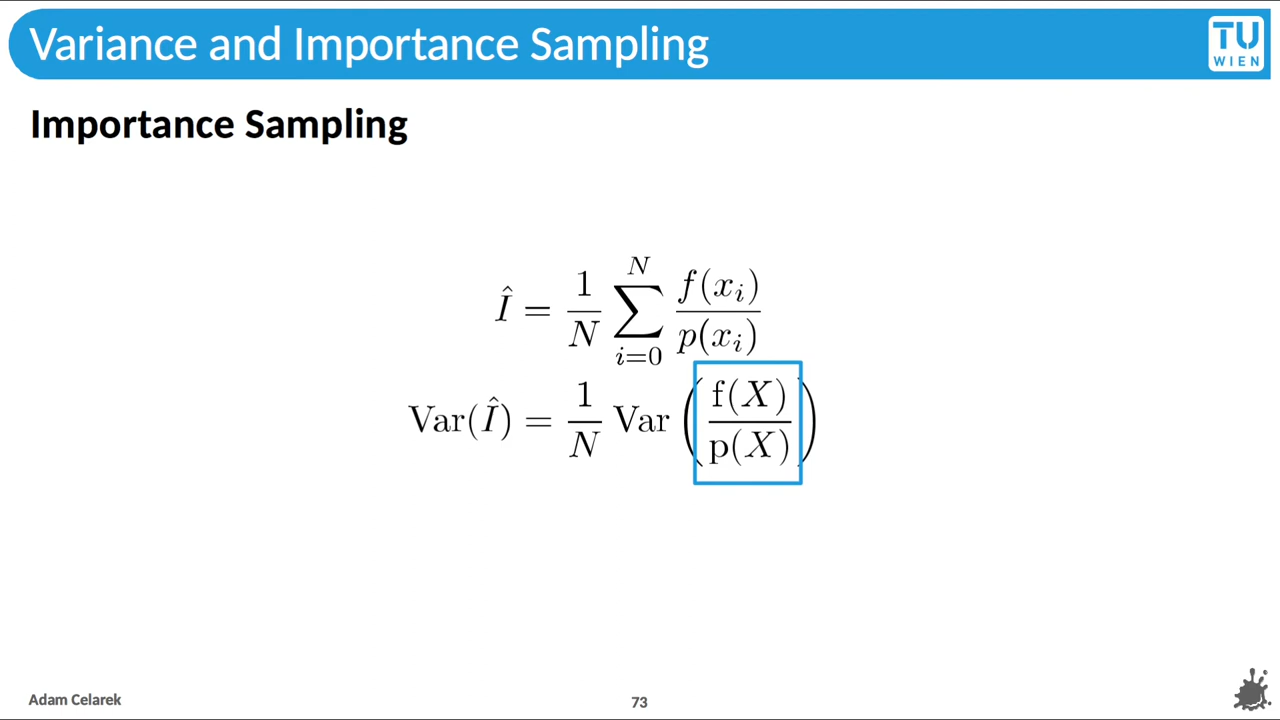 Variance and Importance Sampling
TU
WIEN
Importance Sampling
Î = 1/N ∑_{i=0}^{N} f(x_i)/p(x_i)
Var(Î) = 1/N Var (f(X)/p(X))
Adam Celarek
73